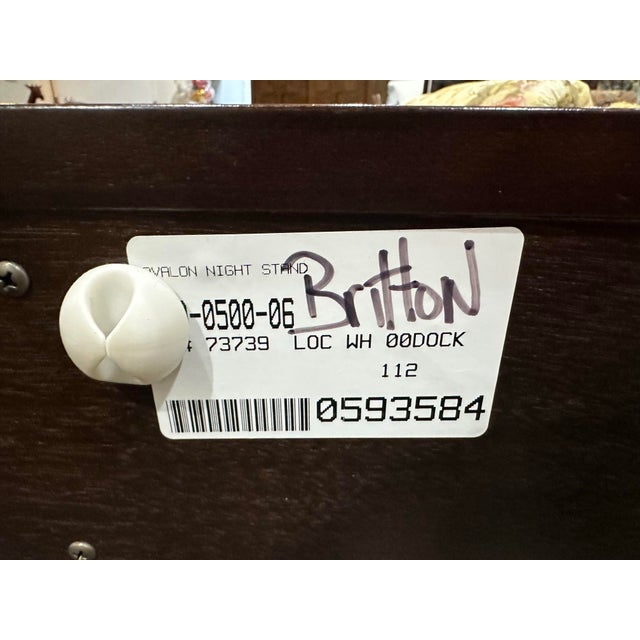 AVALON NIGHT STAND
Britton
-0500-06
73739 LOC WH 00DOCK
112
0593584